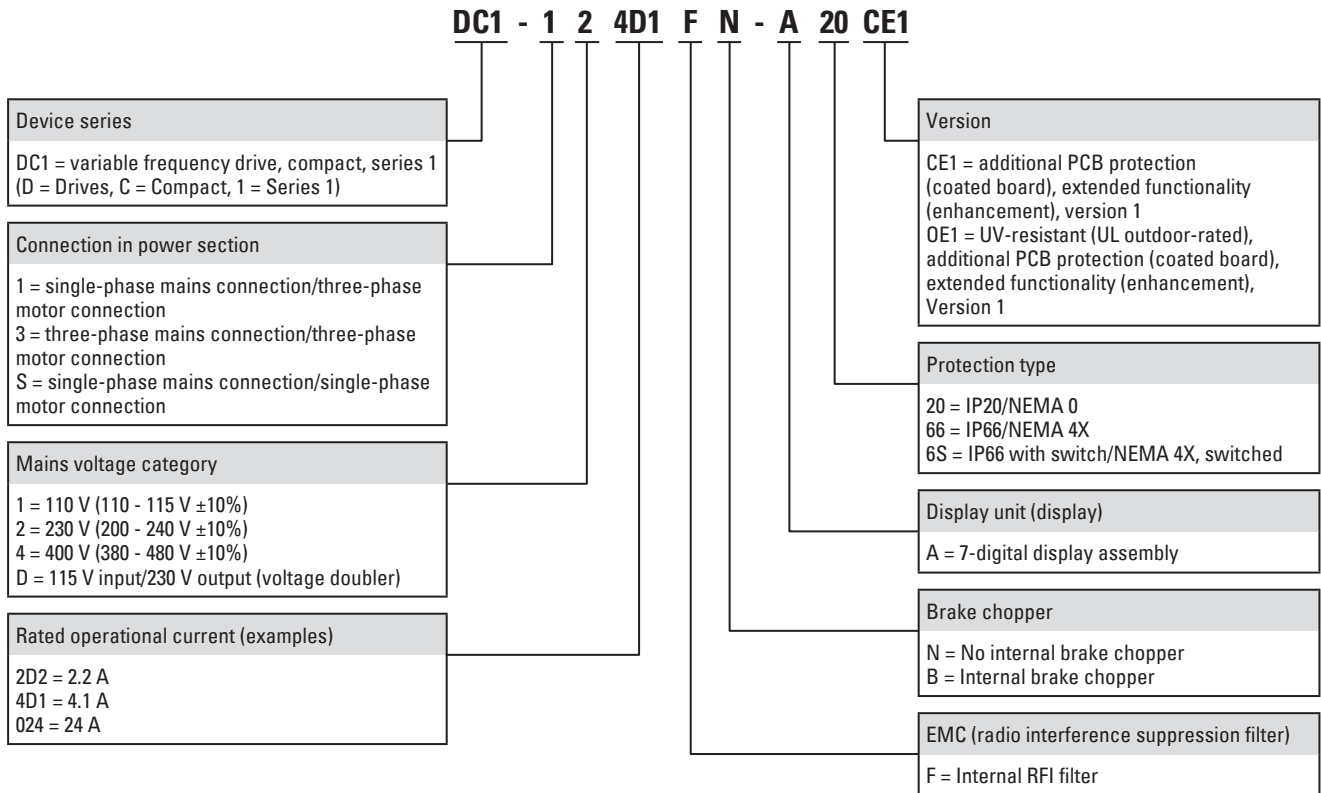 DC1 - 1 2 4D1 F N - A 20 CE1
Device series
DC1 = variable frequency drive, compact, series 1
(D = Drives, C = Compact, 1 = Series 1)
Connection in power section
1 = single-phase mains connection/three-phase
motor connection
3 = three-phase mains connection/three-phase
motor connection
S = single-phase mains connection/single-phase
motor connection
Mains voltage category
1 = 110 V (110 - 115 V ±10%)
2 = 230 V (200 - 240 V ±10%)
4 = 400 V (380 - 480 V ±10%)
D = 115 V input/230 V output (voltage doubler)
Rated operational current (examples)
2D2 = 2.2 A
4D1 = 4.1 A
024 = 24 A
Version
CE1 = additional PCB protection
(coated board), extended functionality
(enhancement), version 1
OE1 = UV-resistant (UL outdoor-rated),
additional PCB protection (coated board),
extended functionality (enhancement),
Version 1
Protection type
20 = IP20/NEMA 0
66 = IP66/NEMA 4X
6S = IP66 with switch/NEMA 4X, switched
Display unit (display)
A = 7-digital display assembly
Brake chopper
N = No internal brake chopper
B = Internal brake chopper
EMC (radio interference suppression filter)
F = Internal RFI filter